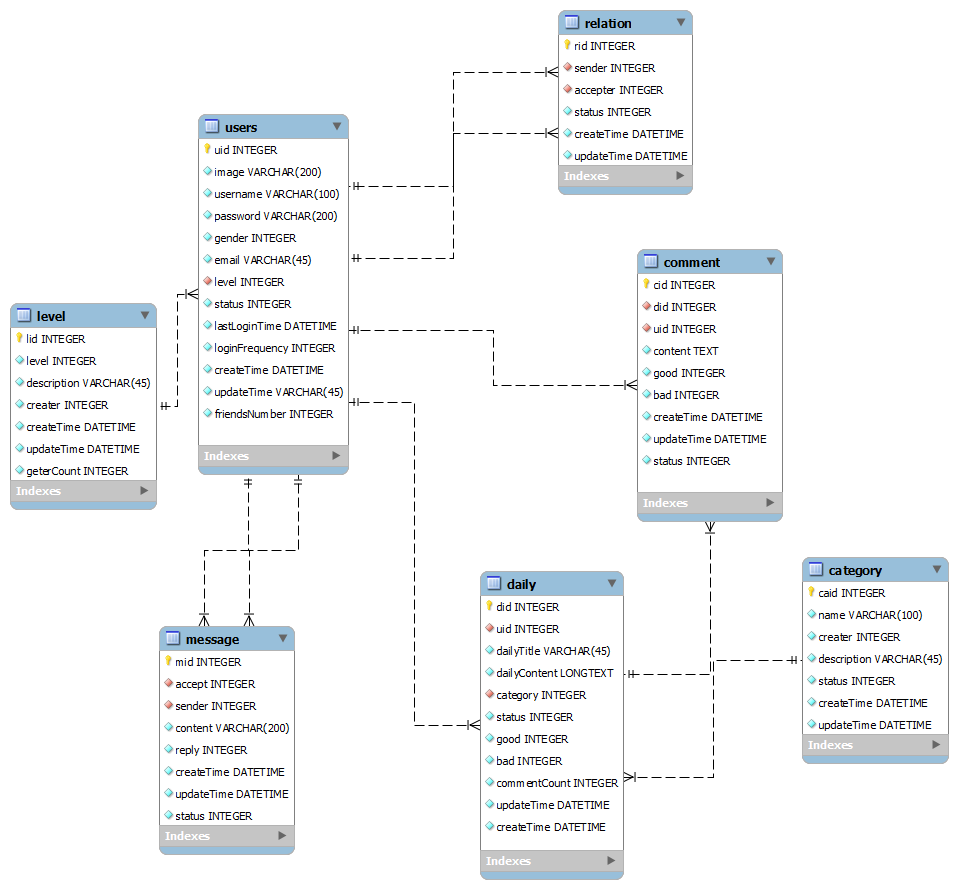 relation
rid INTEGER
sender INTEGER
accepter INTEGER
status INTEGER
createTime DATETIME
updateTime DATETIME
Indexes
users
uid INTEGER
image VARCHAR(200)
username VARCHAR(100)
password VARCHAR(200)
gender INTEGER
email VARCHAR(45)
level INTEGER
status INTEGER
lastLoginTime DATETIME
loginFrequency INTEGER
createTime DATETIME
updateTime VARCHAR(45)
friendsNumber INTEGER
Indexes
comment
cid INTEGER
did INTEGER
uid INTEGER
content TEXT
good INTEGER
bad INTEGER
createTime DATETIME
updateTime DATETIME
status INTEGER
Indexes
level
lid INTEGER
level INTEGER
description VARCHAR(45)
creater INTEGER
createTime DATETIME
updateTime DATETIME
geterCount INTEGER
Indexes
category
caid INTEGER
name VARCHAR(100)
creater INTEGER
description VARCHAR(45)
status INTEGER
createTime DATETIME
updateTime DATETIME
Indexes
daily
did INTEGER
uid INTEGER
dailyTitle VARCHAR(45)
dailyContent LONGTEXT
category INTEGER
status INTEGER
good INTEGER
bad INTEGER
commentCount INTEGER
updateTime DATETIME
createTime DATETIME
Indexes
message
mid INTEGER
accept INTEGER
sender INTEGER
content VARCHAR(200)
reply INTEGER
createTime DATETIME
updateTime DATETIME
status INTEGER
Indexes